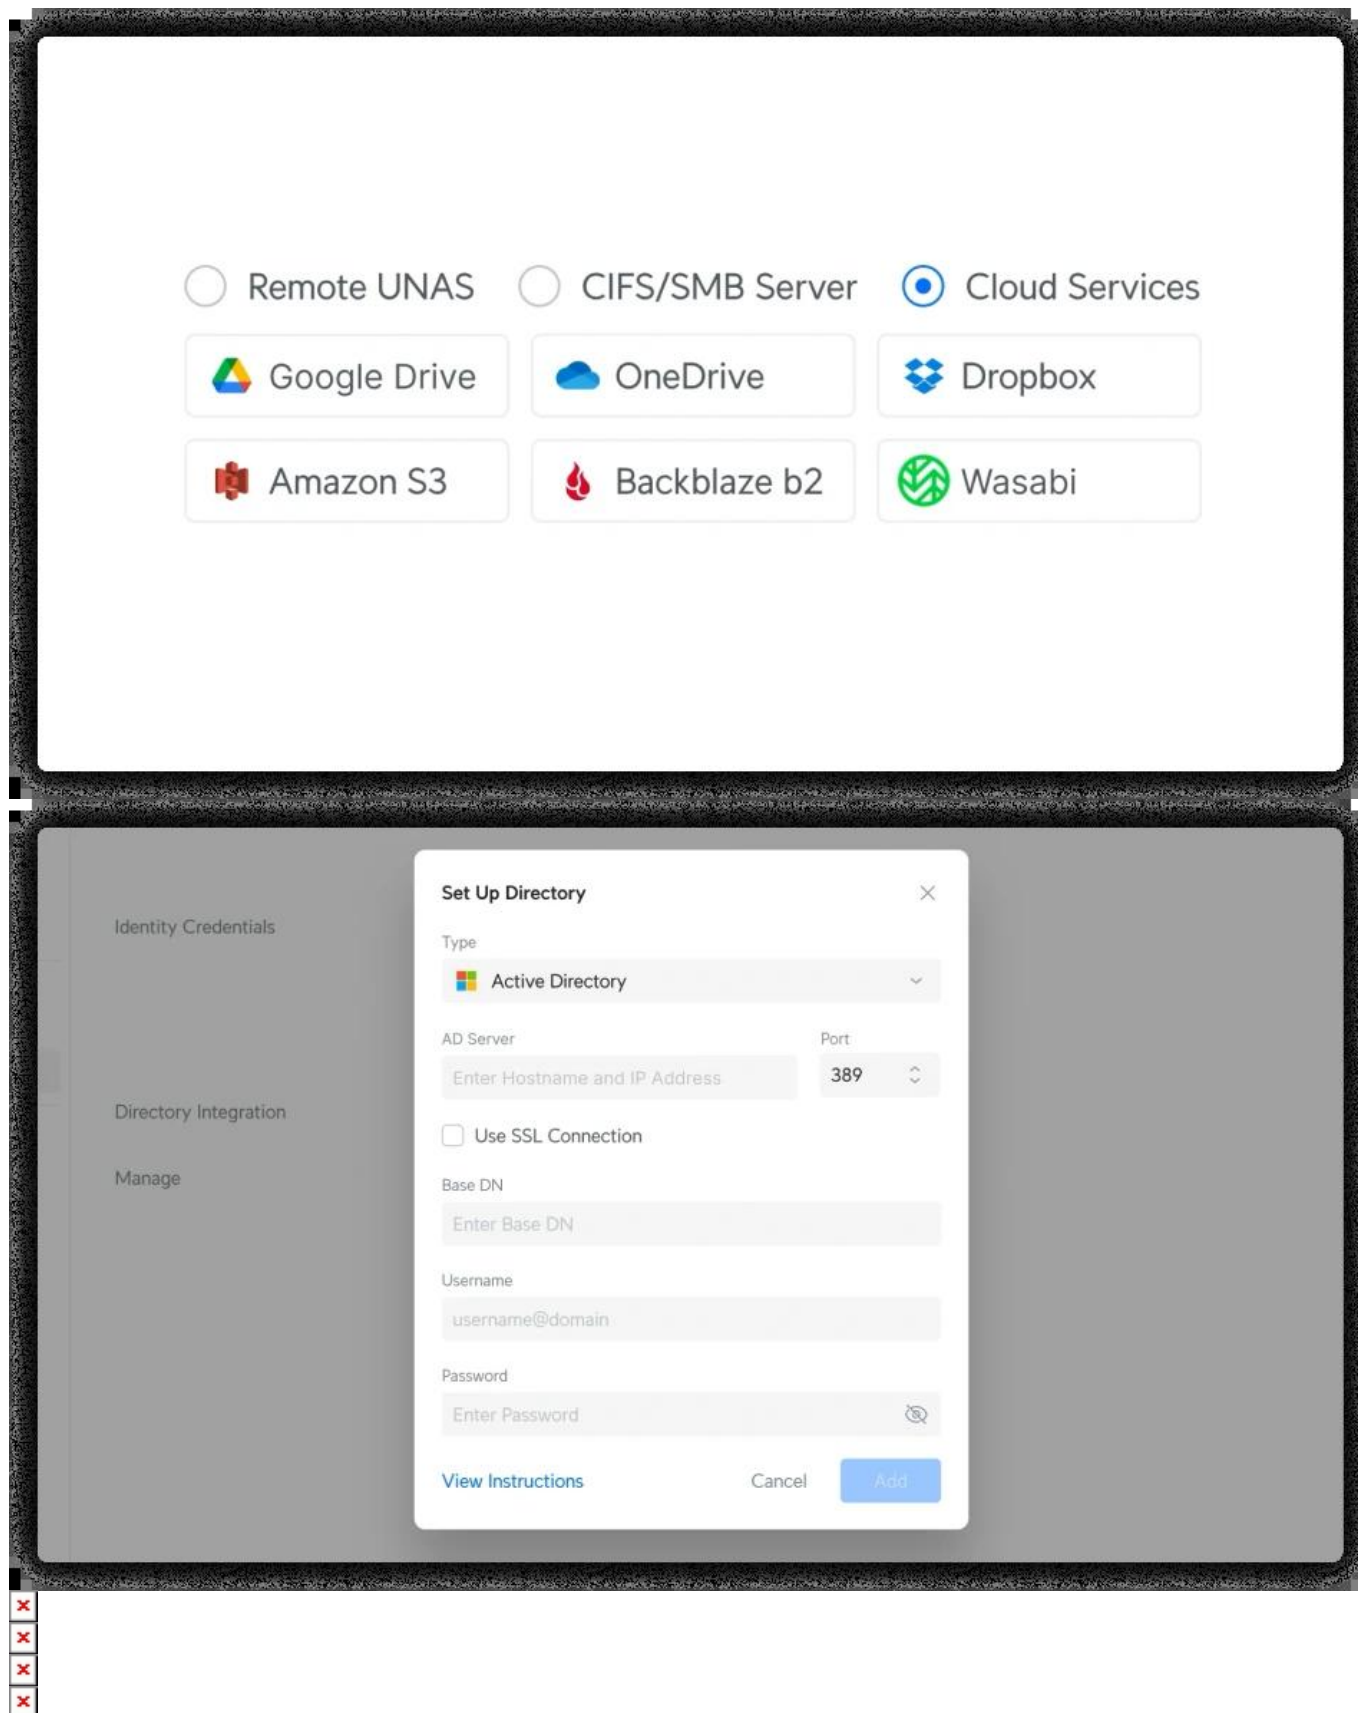 Remote UNAS CIFS/SMB Server Cloud Services
Google Drive OneDrive Dropbox
Amazon S3 Backblaze b2 Wasabi
Set Up Directory
Identity Credentials
Type
Active Directory
AD Server Port
Enter Hostname and IP Address 389
Directory Integration
Use SSL Connection
Manage
Base DN
Enter Base DN
Username
username@domain
Password
Enter Password
View Instructions Cancel Add